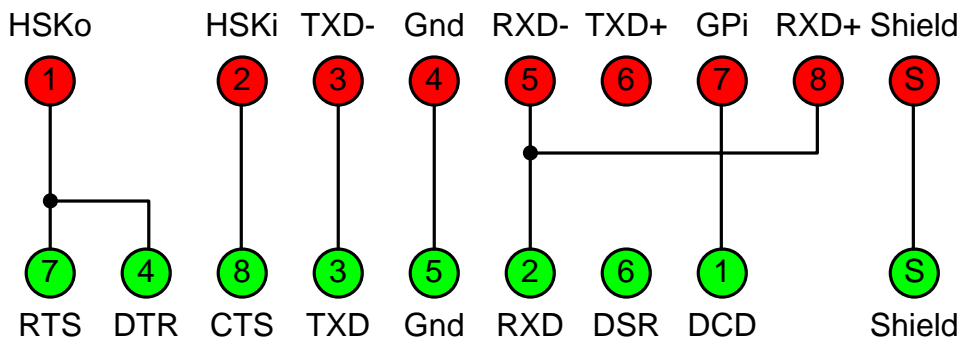 HSKo HSKi TXD- Gnd RXD- TXD+ GPi RXD+ Shield
1 2 3 4 5 6 7 8 S
7 4 8 3 5 2 6 1 S
RTS DTR CTS TXD Gnd RXD DSR DCD Shield